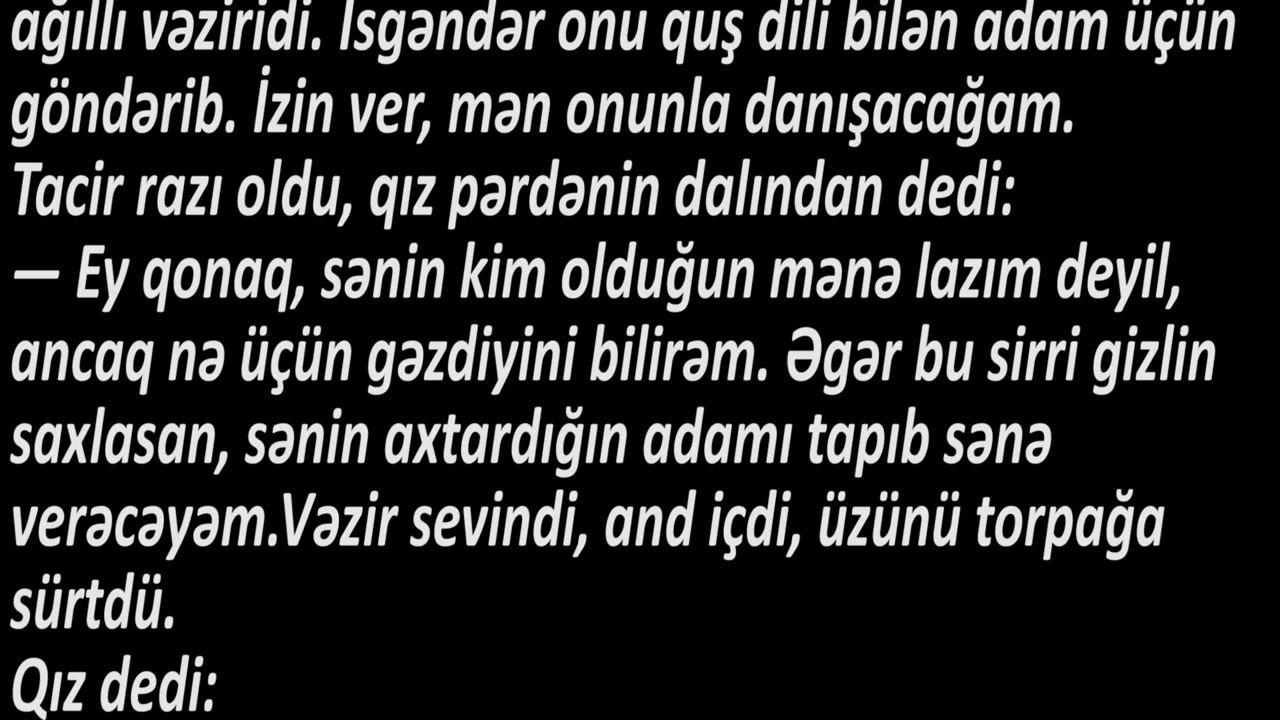 ağıllı vəziridi. İsgəndər onu quş dili bilən adam üçün
göndərib. İzin ver, mən onunla danışacağam.
Tacir razı oldu, qız pərdənin dalından dedi:
— Ey qonaq, sənin kim olduğun mənə lazım deyil,
ancaq nə üçün gəzdiyini bilirəm. Əgər bu sirri gizlin
saxlasan, sənin axtardığın adamı tapıb sənə
verəcəyəm.Vəzir sevindi, and içdi, üzünü torpağa
sürtdü.
Qız dedi: